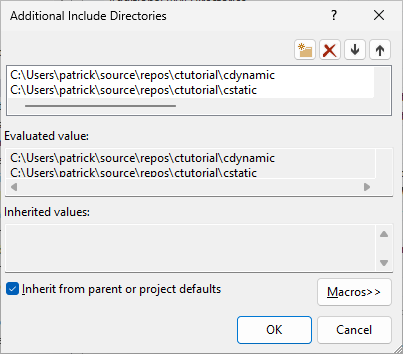 Additional Include Directories
C:\Users\patrick\source\repos\ctutorial\cdynamic
C:\Users\patrick\source\repos\ctutorial\cstatic
Evaluated value:
C:\Users\patrick\source\repos\ctutorial\cdynamic
C:\Users\patrick\source\repos\ctutorial\cstatic
Inherited values:
Inherit from parent or project defaults
Macros>>
OK
Cancel